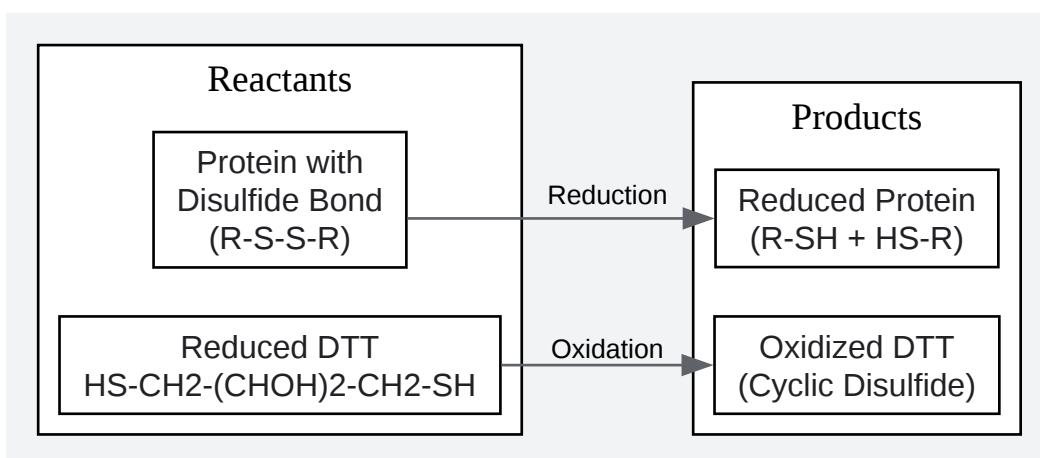 Reactants
Protein with
Disulfide Bond
(R-S-S-R)
Reduced DTT
HS-CH2-(CHOH)2-CH2-SH
Reduction
Oxidation
Products
Reduced Protein
(R-SH + HS-R)
Oxidized DTT
(Cyclic Disulfide)